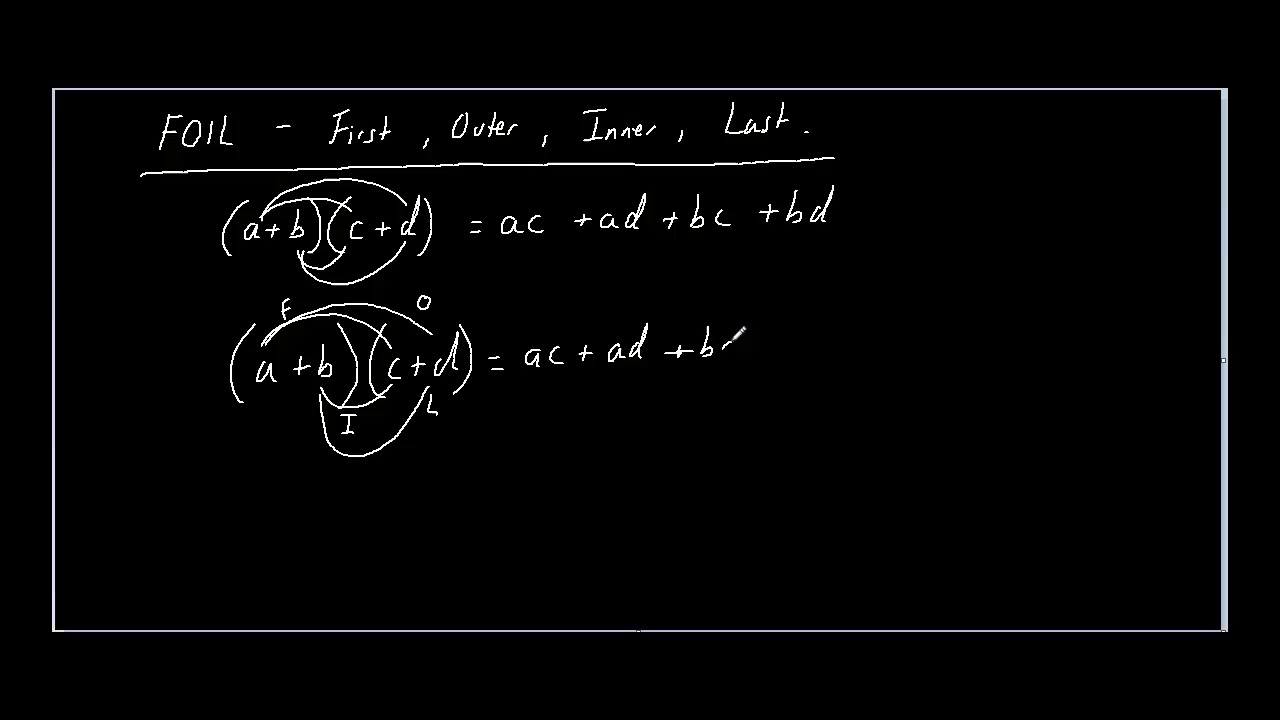 FOIL - First, Outer, Inner, Last.
(a+b)(c+d) = ac +ad +bc +bd
F O
(a+b)(c+d) = ac + ad + b
I L